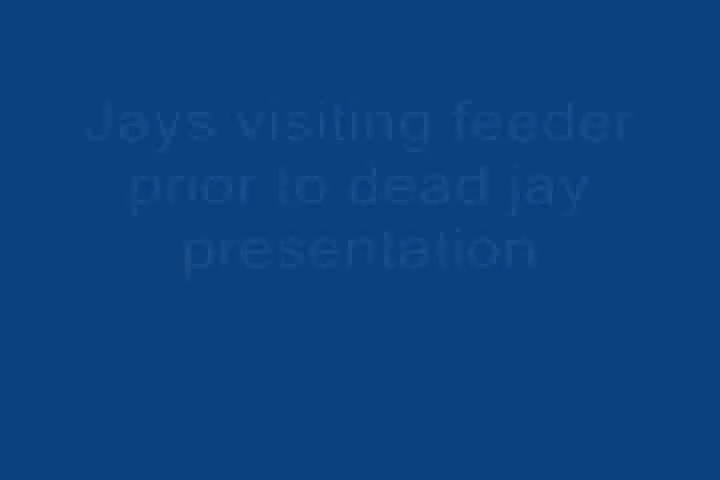 Jays visiting feeder
prior to dead jay
presentation